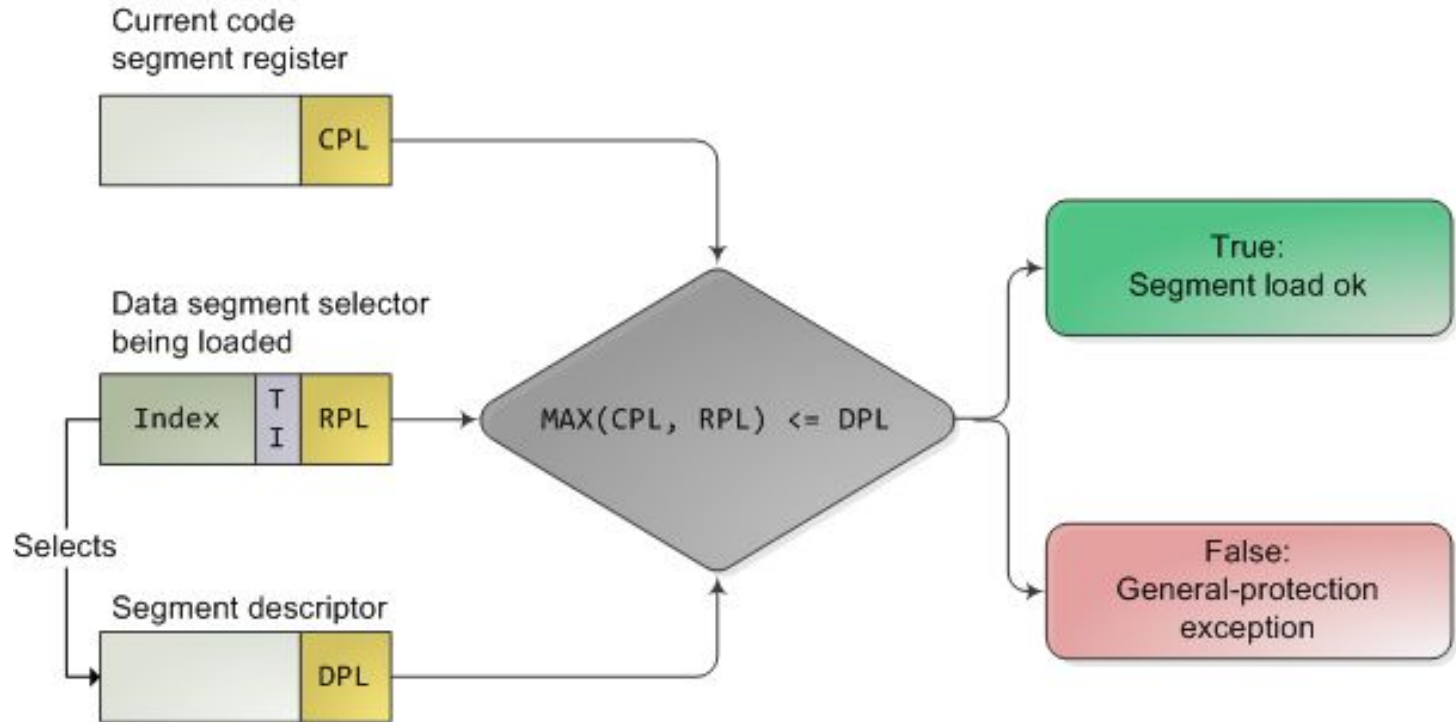 Current code
segment register
CPL
Data segment selector
being loaded
Index
T
I
RPL
MAX(CPL, RPL) <= DPL
True:
Segment load ok
Selects
False:
General-protection
exception
Segment descriptor
DPL